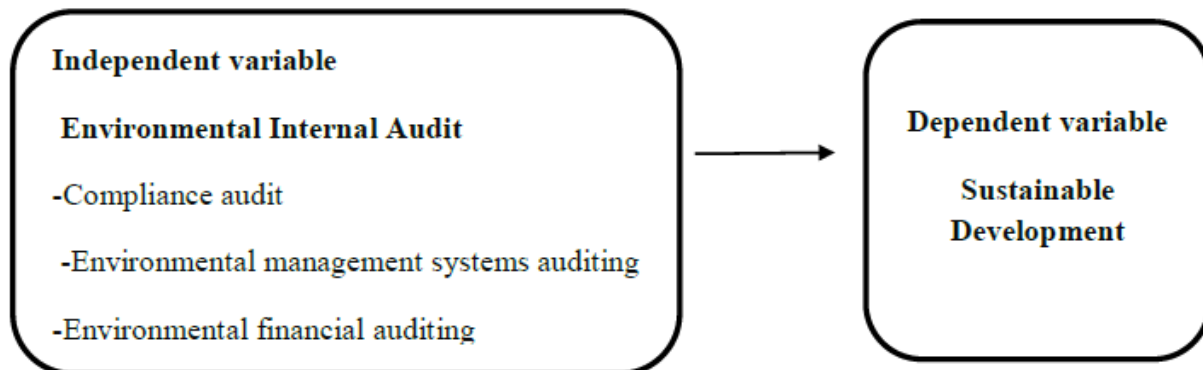 Independent variable
Environmental Internal Audit
-Compliance audit
-Environmental management systems auditing
-Environmental financial auditing
Dependent variable
Sustainable
Development